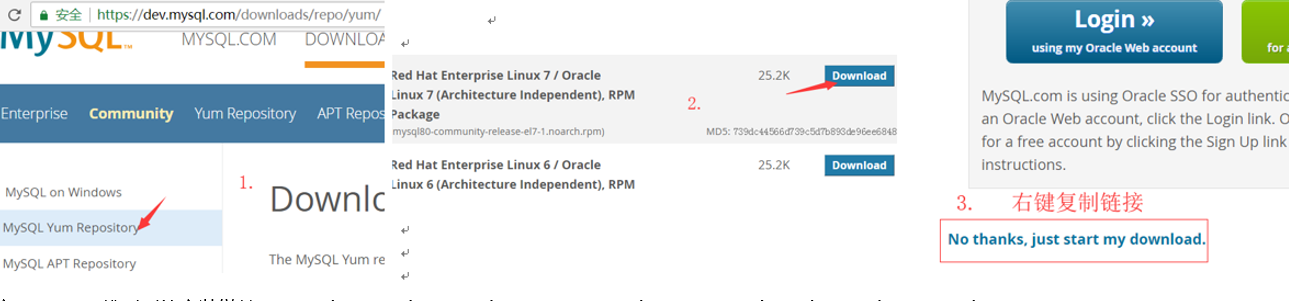 安全 https://dev.mysql.com/downloads/repo/yum/
MySQL
MYSQL.COM DOWNLOA
Enterprise Community Yum Repository APT Repos
MySQL on Windows
MySQL Yum Repository
MySQL APT Repository
1.
Downlo
The MySQL Yum re
Red Hat Enterprise Linux 7 / Oracle
Linux 7 (Architecture Independent), RPM
Package
25.2K
Download
2.
mysql80-community-release-el7-1.noarch.rpm)
MD5: 739dc44566d739c5d7b893de96ee6848
Red Hat Enterprise Linux 6 / Oracle
Linux 6 (Architecture Independent), RPM
25.2K
Download
Login »
using my Oracle Web account
for a
MySQL.com is using Oracle SSO for authentic
an Oracle Web account, click the Login link. O
for a free account by clicking the Sign Up link
instructions.
3. 右键复制链接
No thanks, just start my download.